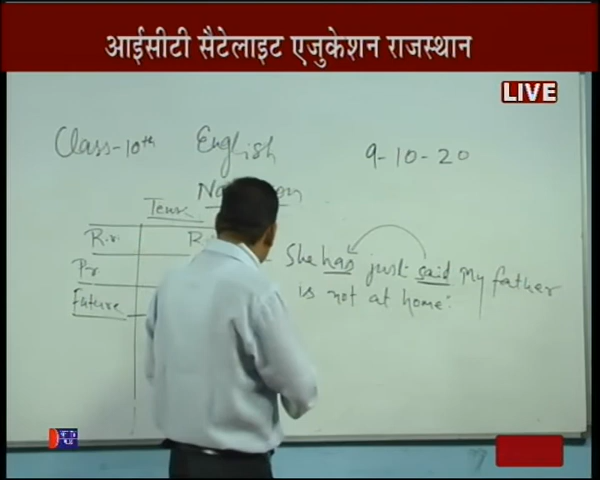 आईसीटी सैटेलाइट एजुकेशन राजस्थान
LIVE
Class-10th English 9-10-20
Tense
R.r.
Pr
Future
She has just said my father
is not at home.